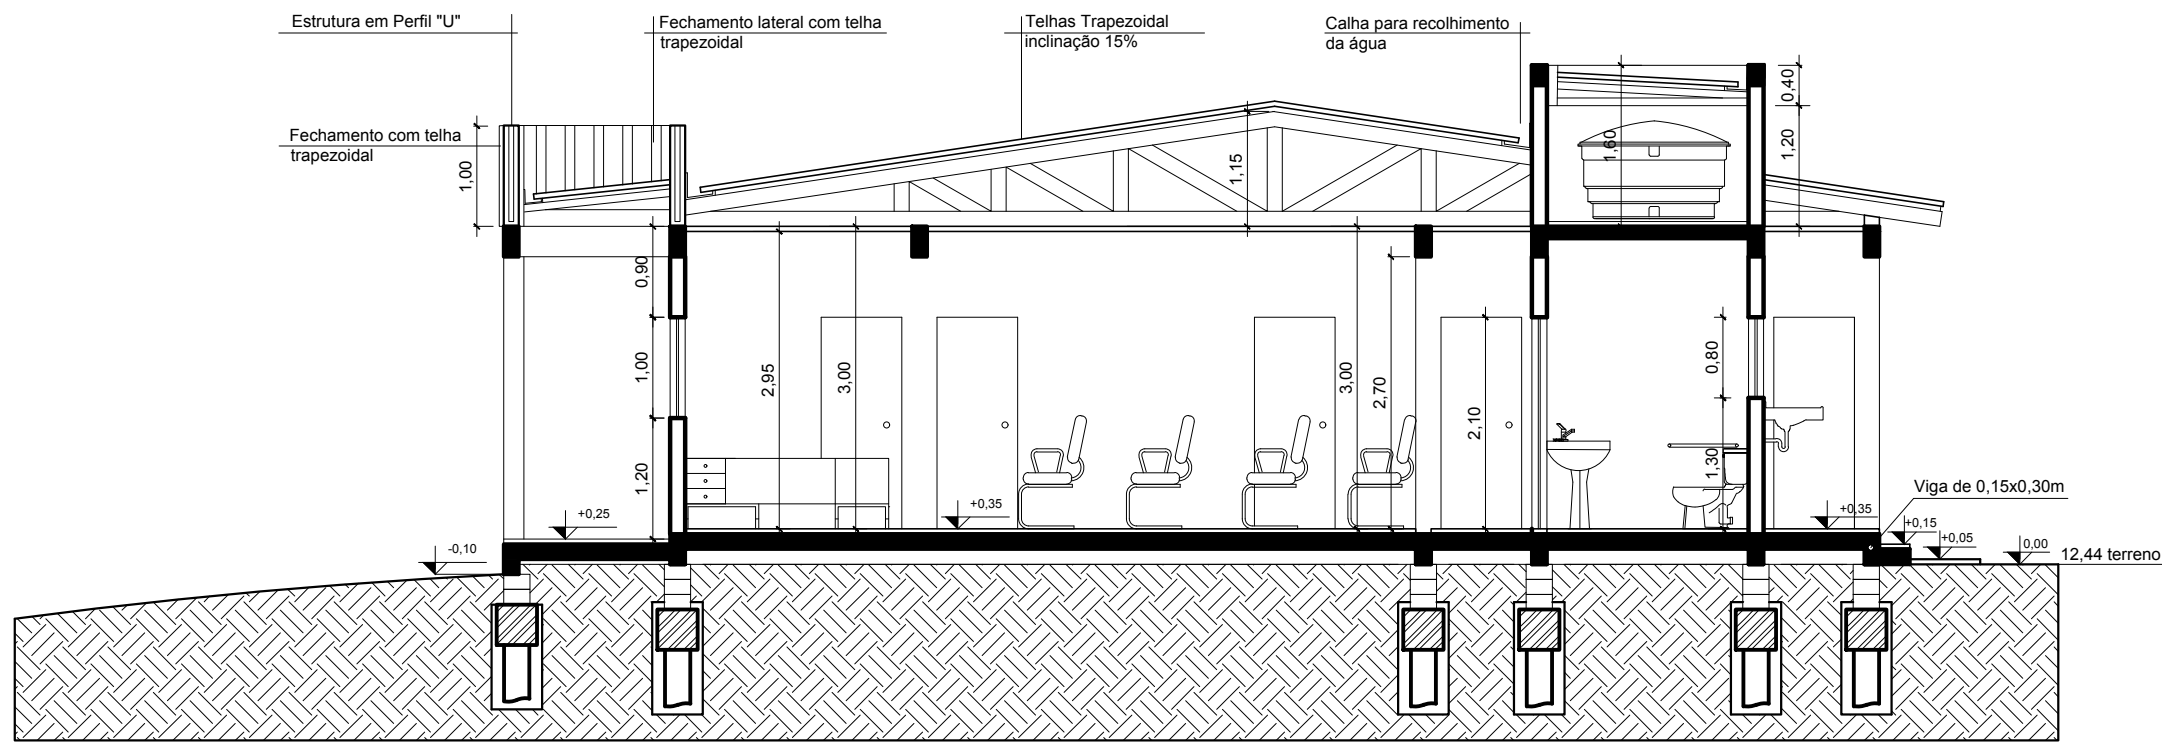 Estrutura em Perfil "U"
Fechamento lateral com telha
trapezoidal
Telhas Trapezoidal
inclinação 15%
Calha para recolhimento
da água
Fechamento com telha
trapezoidal
1,00
1,15
1,60
0,40
1,20
0,90
1,00
1,20
2,95
3,00
3,00
2,70
2,10
0,80
1,30
Viga de 0,15x0,30m
+0,25
+0,35
+0,35
+0,15
+0,05
0,00
12,44 terreno
-0,10